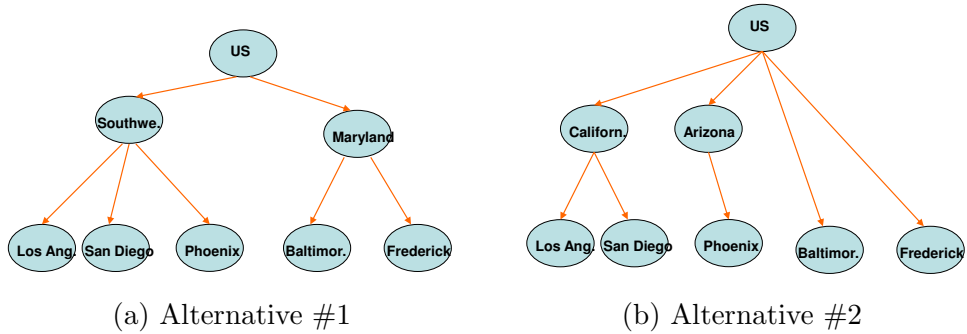 US
Southwe.
Maryland
Los Ang.
San Diego
Phoenix
Baltimor.
Frederick
(a) Alternative #1
US
Californ.
Arizona
Los Ang.
San Diego
Phoenix
Baltimor.
Frederick
(b) Alternative #2